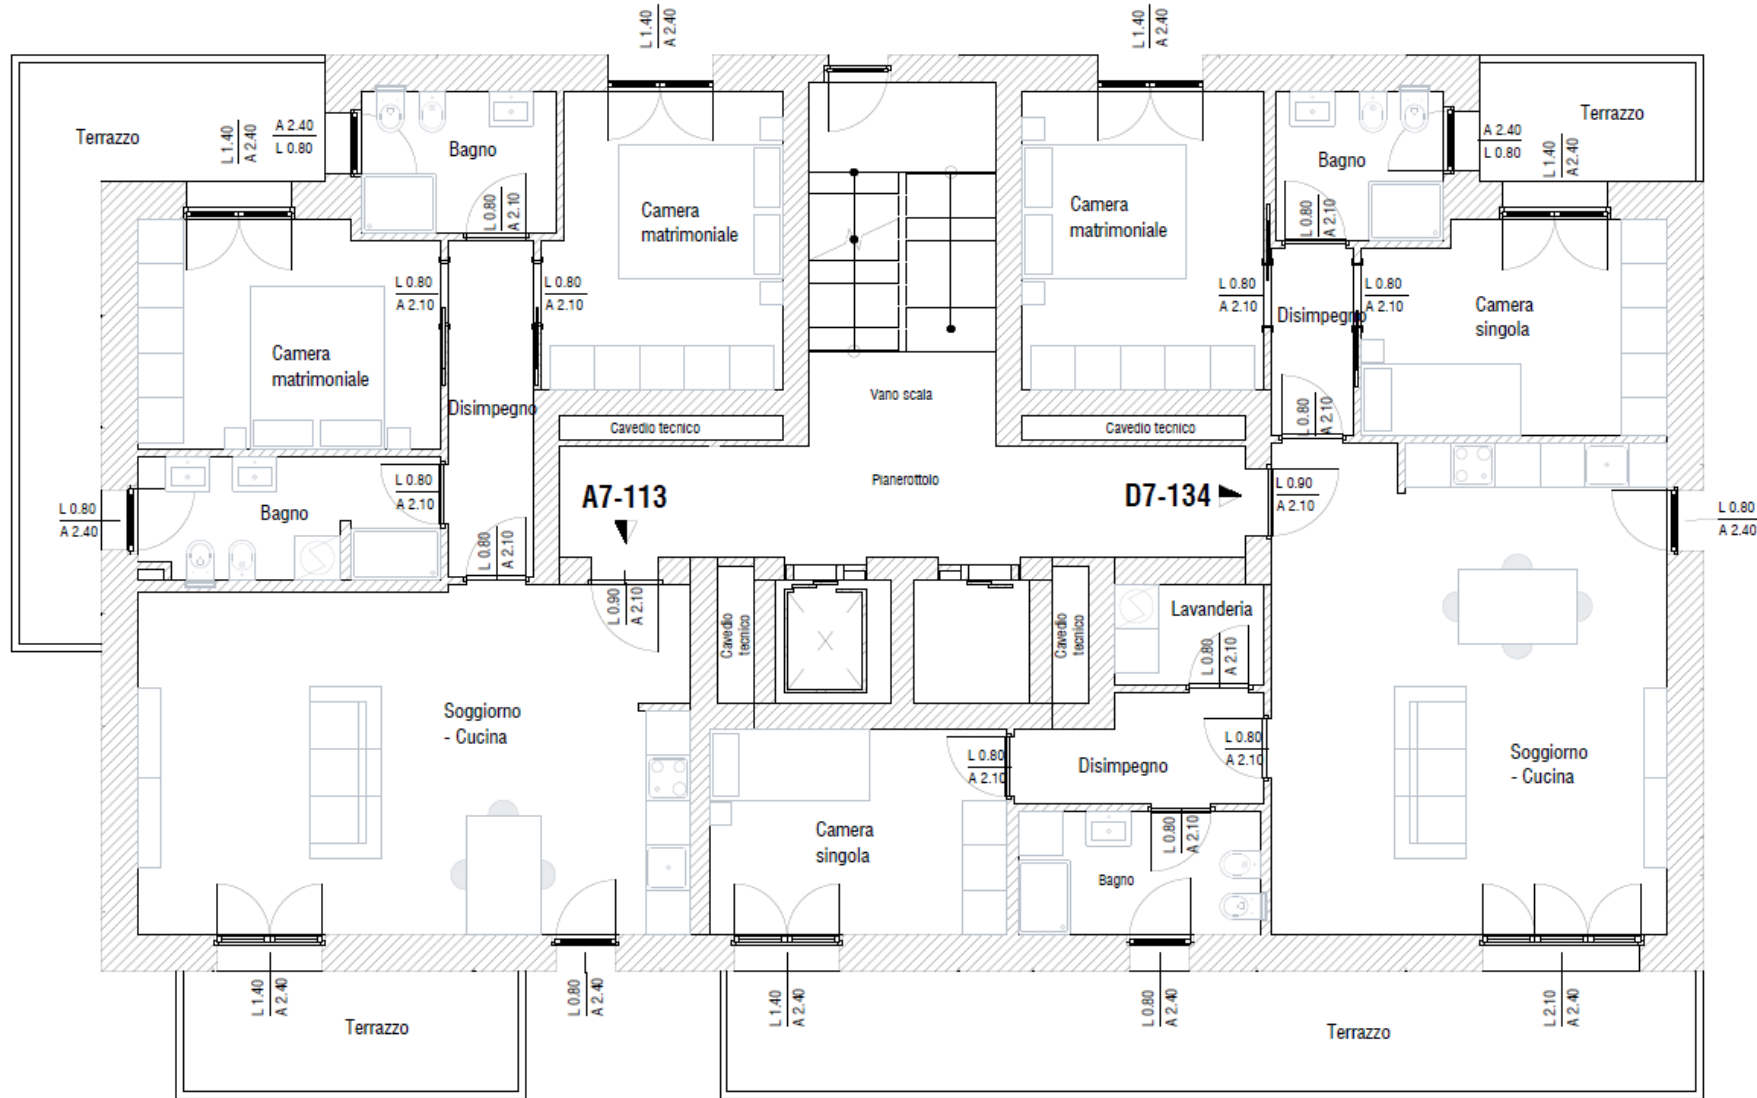 L 1.40
A 2.40
L 1.40
A 2.40
Terrazzo
L 1.40
A 2.40
A 2.40
L 0.80
Bagno
L 0.80
A 2.10
Camera
matrimoniale
Camera
matrimoniale
Bagno
L 0.80
A 2.10
A 2.40
L 0.80
L 1.40
A 2.40
Terrazzo
L 0.80
A 2.10
L 0.80
A 2.10
L 0.80
A 2.10
Disimpegno
L 0.80
A 2.10
Camera
singola
Camera
matrimoniale
Disimpegno
Vano scala
L 0.80
A 2.10
Cavedio tecnico
Cavedio tecnico
L 0.80
A 2.40
Bagno
L 0.80
A 2.10
L 0.80
A 2.10
A7-113
Pianerottolo
D7-134
L 0.90
A 2.10
L 0.80
A 2.40
L 0.90
A 2.10
Cavedio
tecnico
X
Cavedio
tecnico
Lavanderia
L 0.80
A 2.10
Soggiorno
- Cucina
L 0.80
A 2.10
Disimpegno
L 0.80
A 2.10
Soggiorno
- Cucina
Camera
singola
L 0.80
A 2.10
Bagno
L 1.40
A 2.40
L 0.80
A 2.40
L 1.40
A 2.40
L 0.80
A 2.40
L 2.10
A 2.40
Terrazzo
Terrazzo